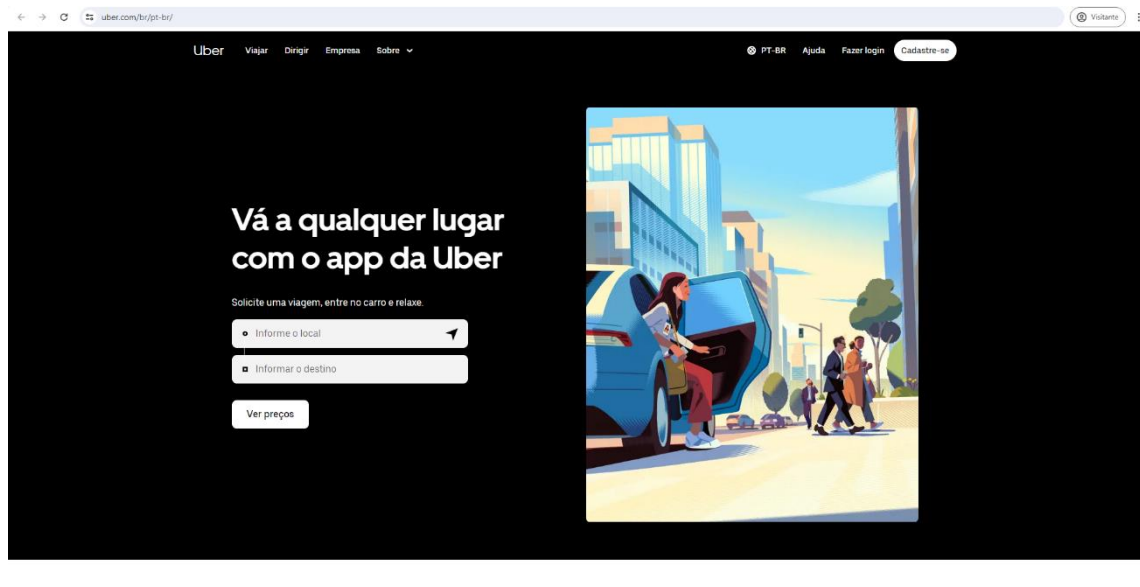 uber.com/br/pt-br/
Visitante
Uber Viajar Dirigir Empresa Sobre PT-BR Ajuda Fazer login Cadastre-se
Vá a qualquer lugar
com o app da Uber
Solicite uma viagem, entre no carro e relaxe.
Informe o local
Informar o destino
Ver preços